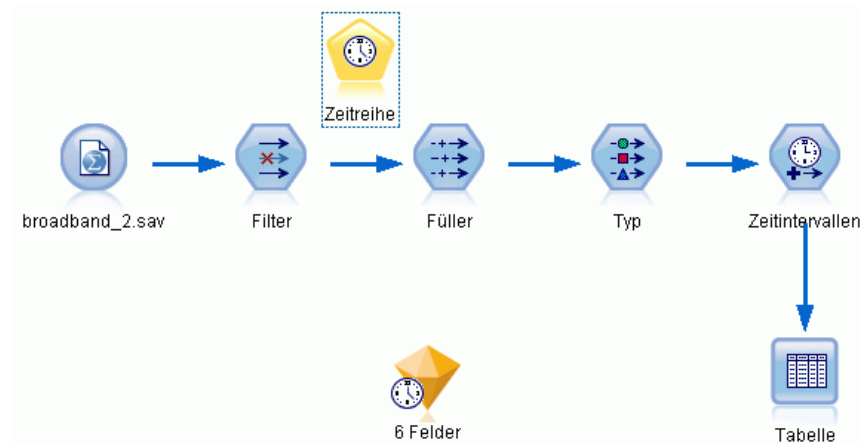 Zeitreihe
broadband_2.sav
Filter
Füller
Typ
Zeitintervallen
6 Felder
Tabelle